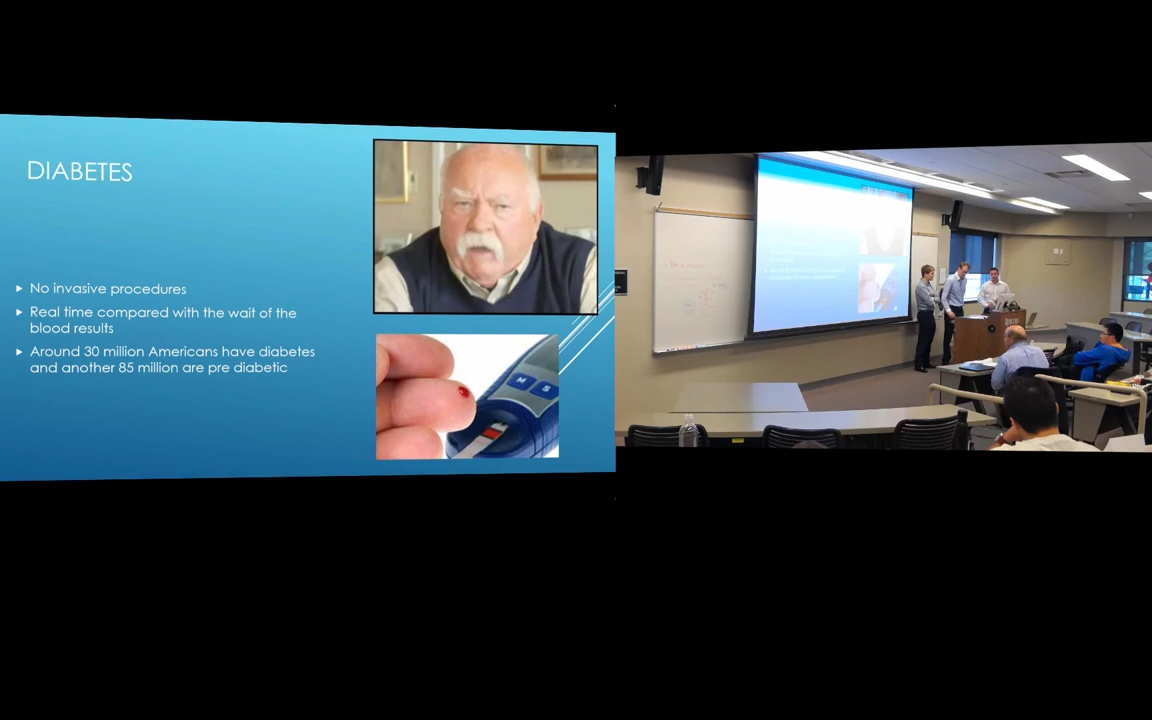 DIABETES
No invasive procedures
Real time compared with the wait of the
blood results
Around 30 million Americans have diabetes
and another 85 million are pre diabetic
M S